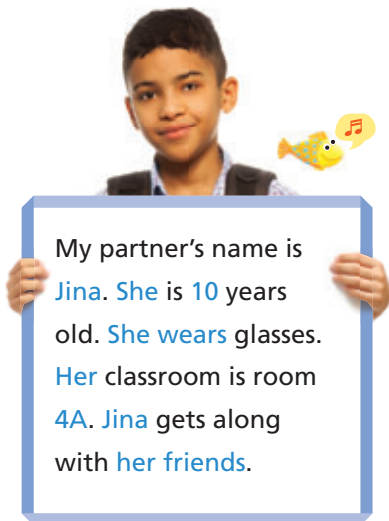 My partner's name is
Jina. She is 10 years
old. She wears glasses.
Her classroom is room
4A. Jina gets along
with her friends.